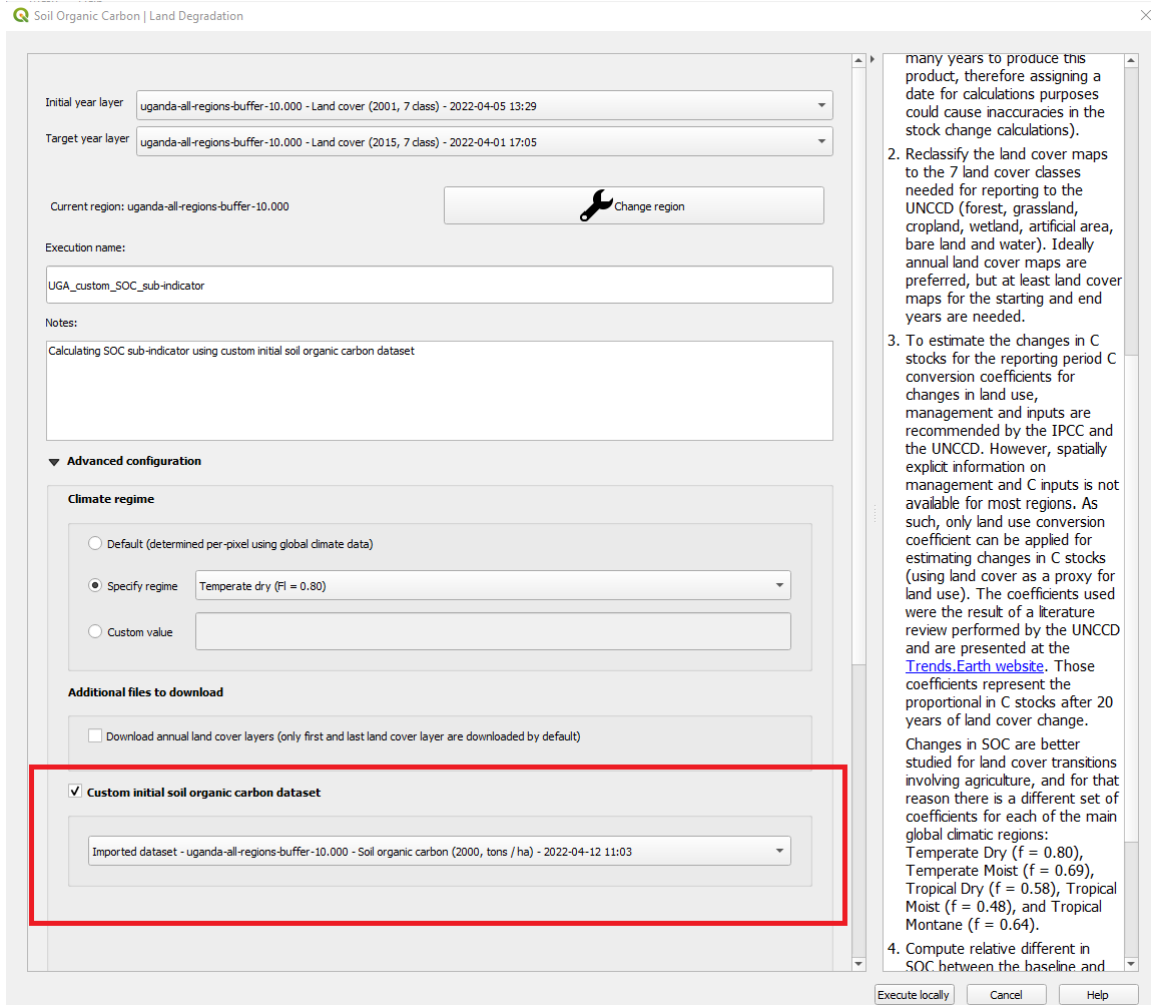 Soil Organic Carbon | Land Degradation
Initial year layer
uganda-all-regions-buffer-10.000 - Land cover (2001, 7 class) - 2022-04-05 13:29
Target year layer
uganda-all-regions-buffer-10.000 - Land cover (2015, 7 class) - 2022-04-01 17:05
Current region: uganda-all-regions-buffer-10.000
Change region
Execution name:
UGA_custom_SOC_sub-indicator
Notes:
Calculating SOC sub-indicator using custom initial soil organic carbon dataset
Advanced configuration
Climate regime
Default (determined per-pixel using global climate data)
Specify regime
Temperate dry (Fl = 0.80)
Custom value
Additional files to download
Download annual land cover layers (only first and last land cover layer are downloaded by default)
Custom initial soil organic carbon dataset
Imported dataset - uganda-all-regions-buffer-10.000 - Soil organic carbon (2000, tons / ha) - 2022-04-12 11:03
many years to produce this
product, therefore assigning a
date for calculations purposes
could cause inaccuracies in the
stock change calculations).
2. Reclassify the land cover maps
to the 7 land cover classes
needed for reporting to the
UNCCD (forest, grassland,
cropland, wetland, artificial area,
bare land and water). Ideally
annual land cover maps are
preferred, but at least land cover
maps for the starting and end
years are needed.
3. To estimate the changes in C
stocks for the reporting period C
conversion coefficients for
changes in land use,
management and inputs are
recommended by the IPCC and
the UNCCD. However, spatially
explicit information on
management and C inputs is not
available for most regions. As
such, only land use conversion
coefficient can be applied for
estimating changes in C stocks
(using land cover as a proxy for
land use). The coefficients used
were the result of a literature
review performed by the UNCCD
and are presented at the
Trends.Earth website. Those
coefficients represent the
proportional in C stocks after 20
years of land cover change.
Changes in SOC are better
studied for land cover transitions
involving agriculture, and for that
reason there is a different set of
coefficients for each of the main
global climatic regions:
Temperate Dry (f = 0.80),
Temperate Moist (f = 0.69),
Tropical Dry (f = 0.58), Tropical
Moist (f = 0.48), and Tropical
Montane (f = 0.64).
4. Compute relative different in
SOC between the baseline and
Execute locally
Cancel
Help